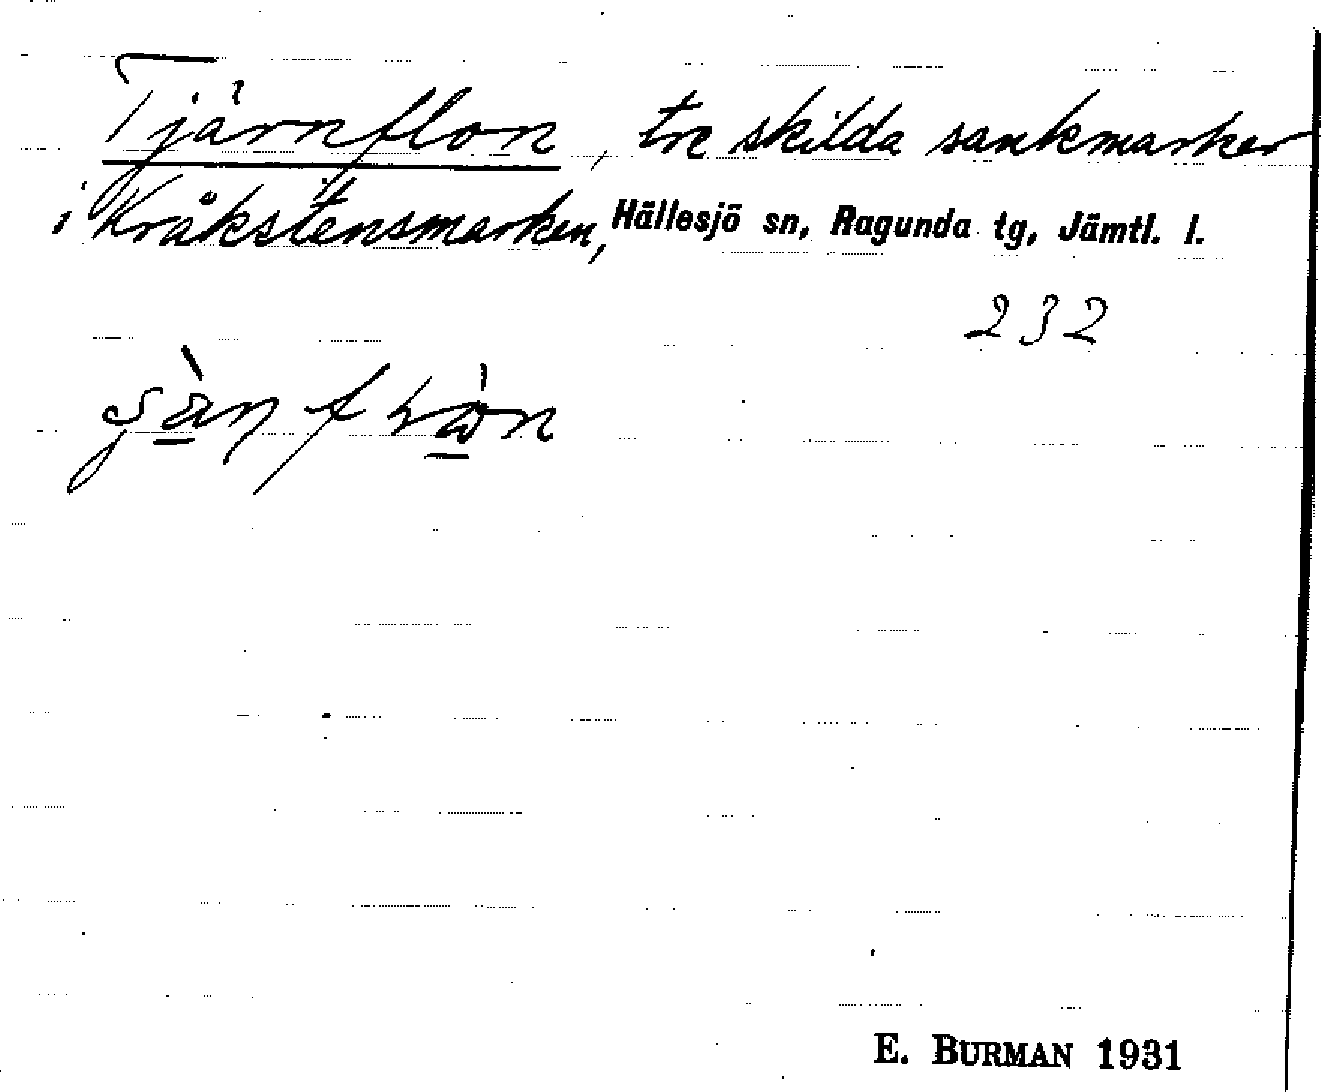 Tjärnflon, tre skilda sankmarker
i Kråkstensmarken, Hällesjö sn, Ragunda tg, Jämtl. l.
232
E. BURMAN 1931